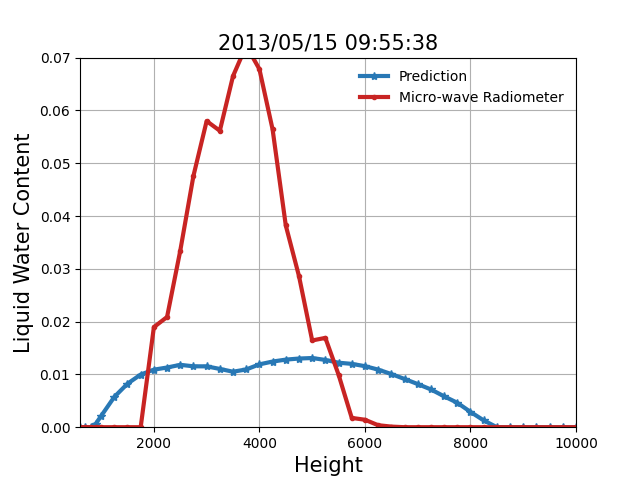 2013/05/15 09:55:38
Prediction
Micro-wave Radiometer
Liquid Water Content
0.07
0.06
0.05
0.04
0.03
0.02
0.01
0.00
2000 4000 6000 8000 10000
Height